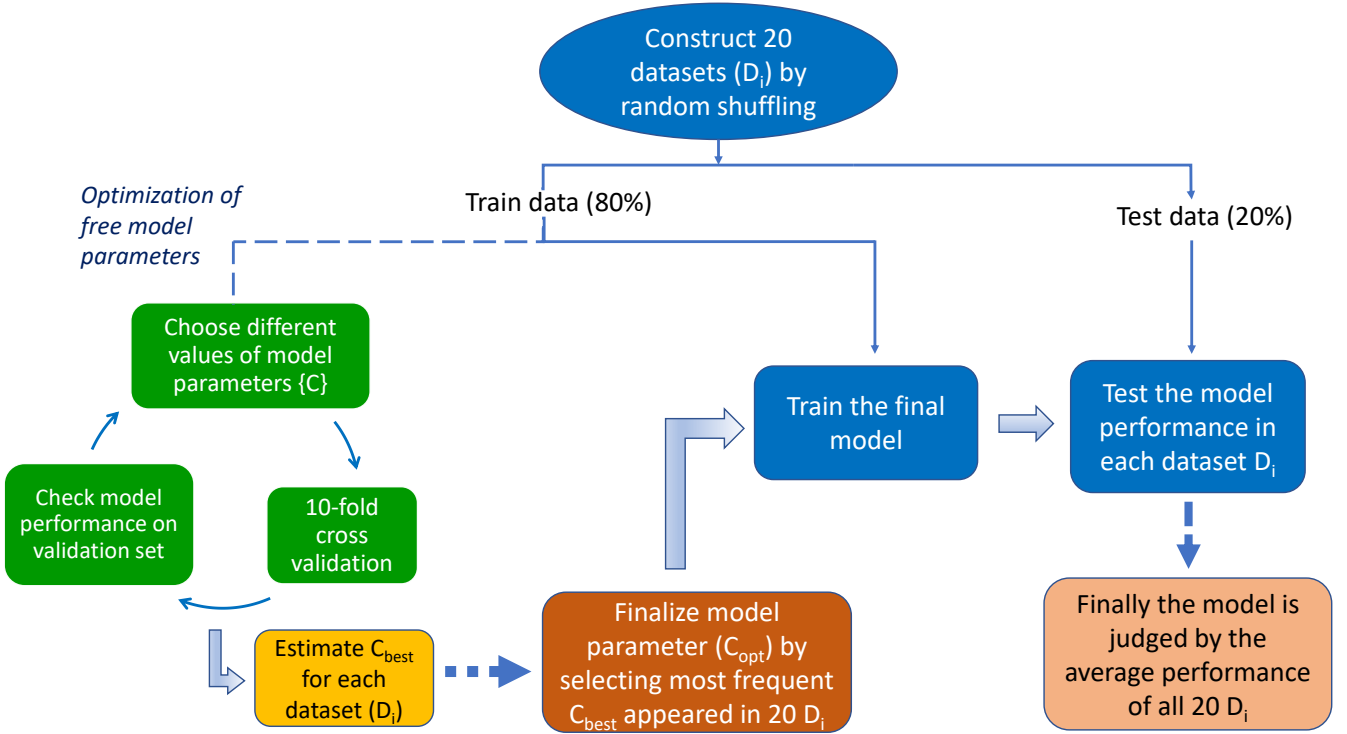 Construct 20
datasets (Di) by
random shuffling
Optimization of
free model
parameters
Train data (80%)
Test data (20%)
Choose different
values of model
parameters {C}
Check model
performance on
validation set
10-fold
cross
validation
Train the final
model
Test the model
performance in
each dataset Di
Estimate Cbest
for each
dataset (Di)
Finalize model
parameter (Copt) by
selecting most frequent
Cbest appeared in 20 Di
Finally the model is
judged by the
average performance
of all 20 Di